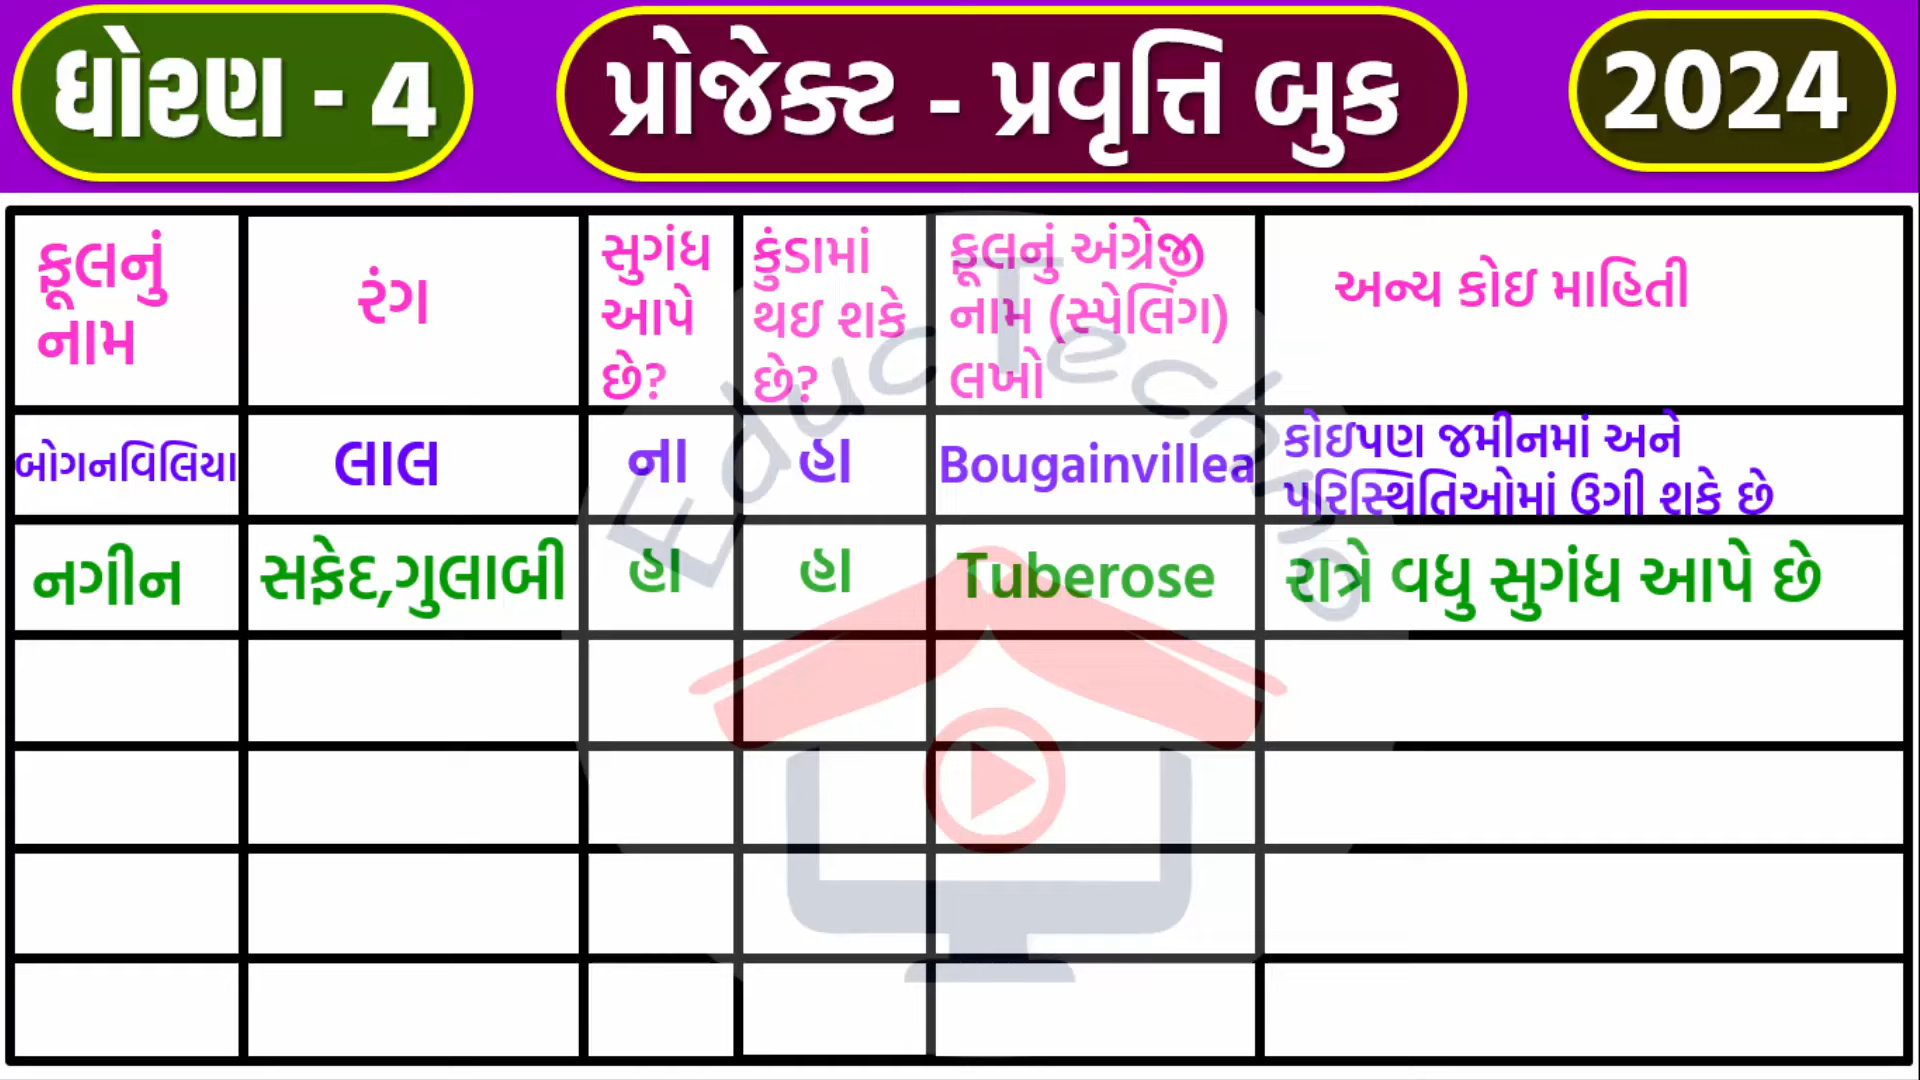 ધોરણ - 4
પ્રોજેક્ટ - પ્રવૃત્તિ બુક
2024
ફૂલનું
નામ
રંગ
સુગંધ
આપે
છે?
કુંડામાં
થઇ શકે
છે?
ફૂલનું અંગ્રેજી
નામ (સ્પેલિંગ)
લખો
અન્ય કોઇ માહિતી
બોગનવિલિયા
લાલ
ના
હા
Bougainvillea
કોઇપણ જમીનમાં અને
પરિસ્થિતિઓમાં ઉગી શકે છે
નગીન
સફેદ,ગુલાબી
હા
હા
Tuberose
રાત્રે વધુ સુગંધ આપે છે
EducTechno